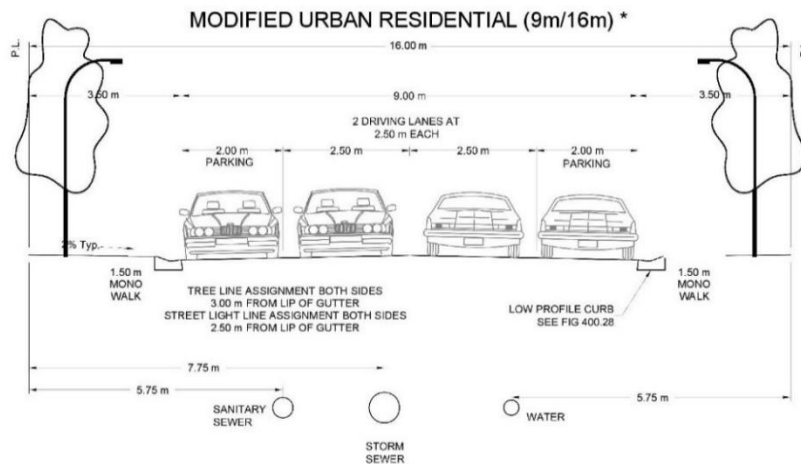 MODIFIED URBAN RESIDENTIAL (9m/16m) *
P.L.
16.00 m
3.50 m
9.00 m
3.50 m
2 DRIVING LANES AT
2.50 m EACH
2.00 m
PARKING
2.50 m
2.50 m
2.00 m
PARKING
2% Typ.
1.50 m
MONO
WALK
TREE LINE ASSIGNMENT BOTH SIDES
3.00 m FROM LIP OF GUTTER
STREET LIGHT LINE ASSIGNMENT BOTH SIDES
2.50 m FROM LIP OF GUTTER
LOW PROFILE CURB
SEE FIG 400.28
1.50 m
MONO
WALK
7.75 m
5.75 m
5.75 m
SANITARY
SEWER
STORM
SEWER
WATER